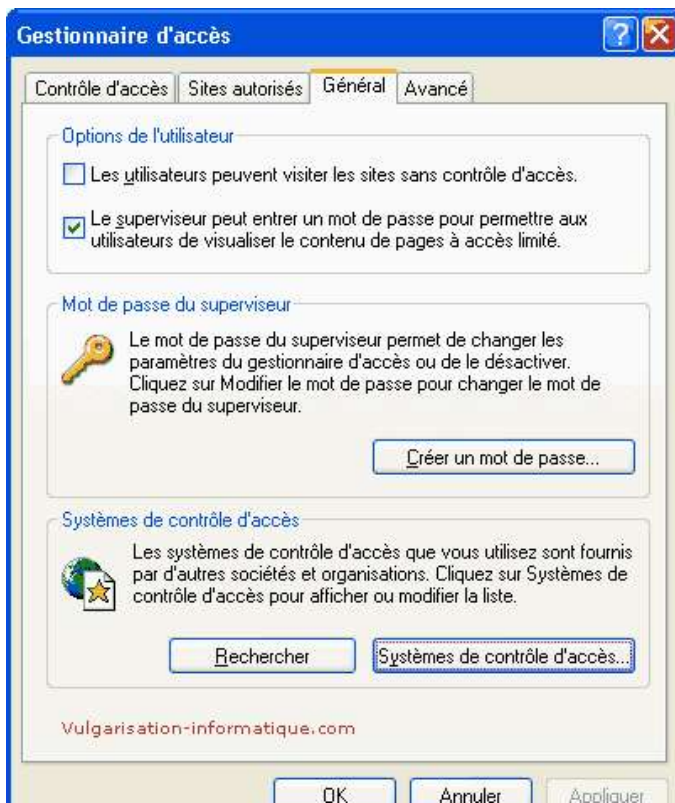 Gestionnaire d'accès
Contrôle d'accès Sites autorisés Général Avancé
Options de l'utilisateur
Les utilisateurs peuvent visiter les sites sans contrôle d'accès.
Le superviseur peut entrer un mot de passe pour permettre aux
utilisateurs de visualiser le contenu de pages à accès limité.
Mot de passe du superviseur
Le mot de passe du superviseur permet de changer les
paramètres du gestionnaire d'accès ou de le désactiver.
Cliquez sur Modifier le mot de passe pour changer le mot de
passe du superviseur.
Créer un mot de passe...
Systèmes de contrôle d'accès
Les systèmes de contrôle d'accès que vous utilisez sont fournis
par d'autres sociétés et organisations. Cliquez sur Systèmes de
contrôle d'accès pour afficher ou modifier la liste.
Rechercher Systèmes de contrôle d'accès...
Vulgarisation-informatique.com
OK Annuler Appliquer